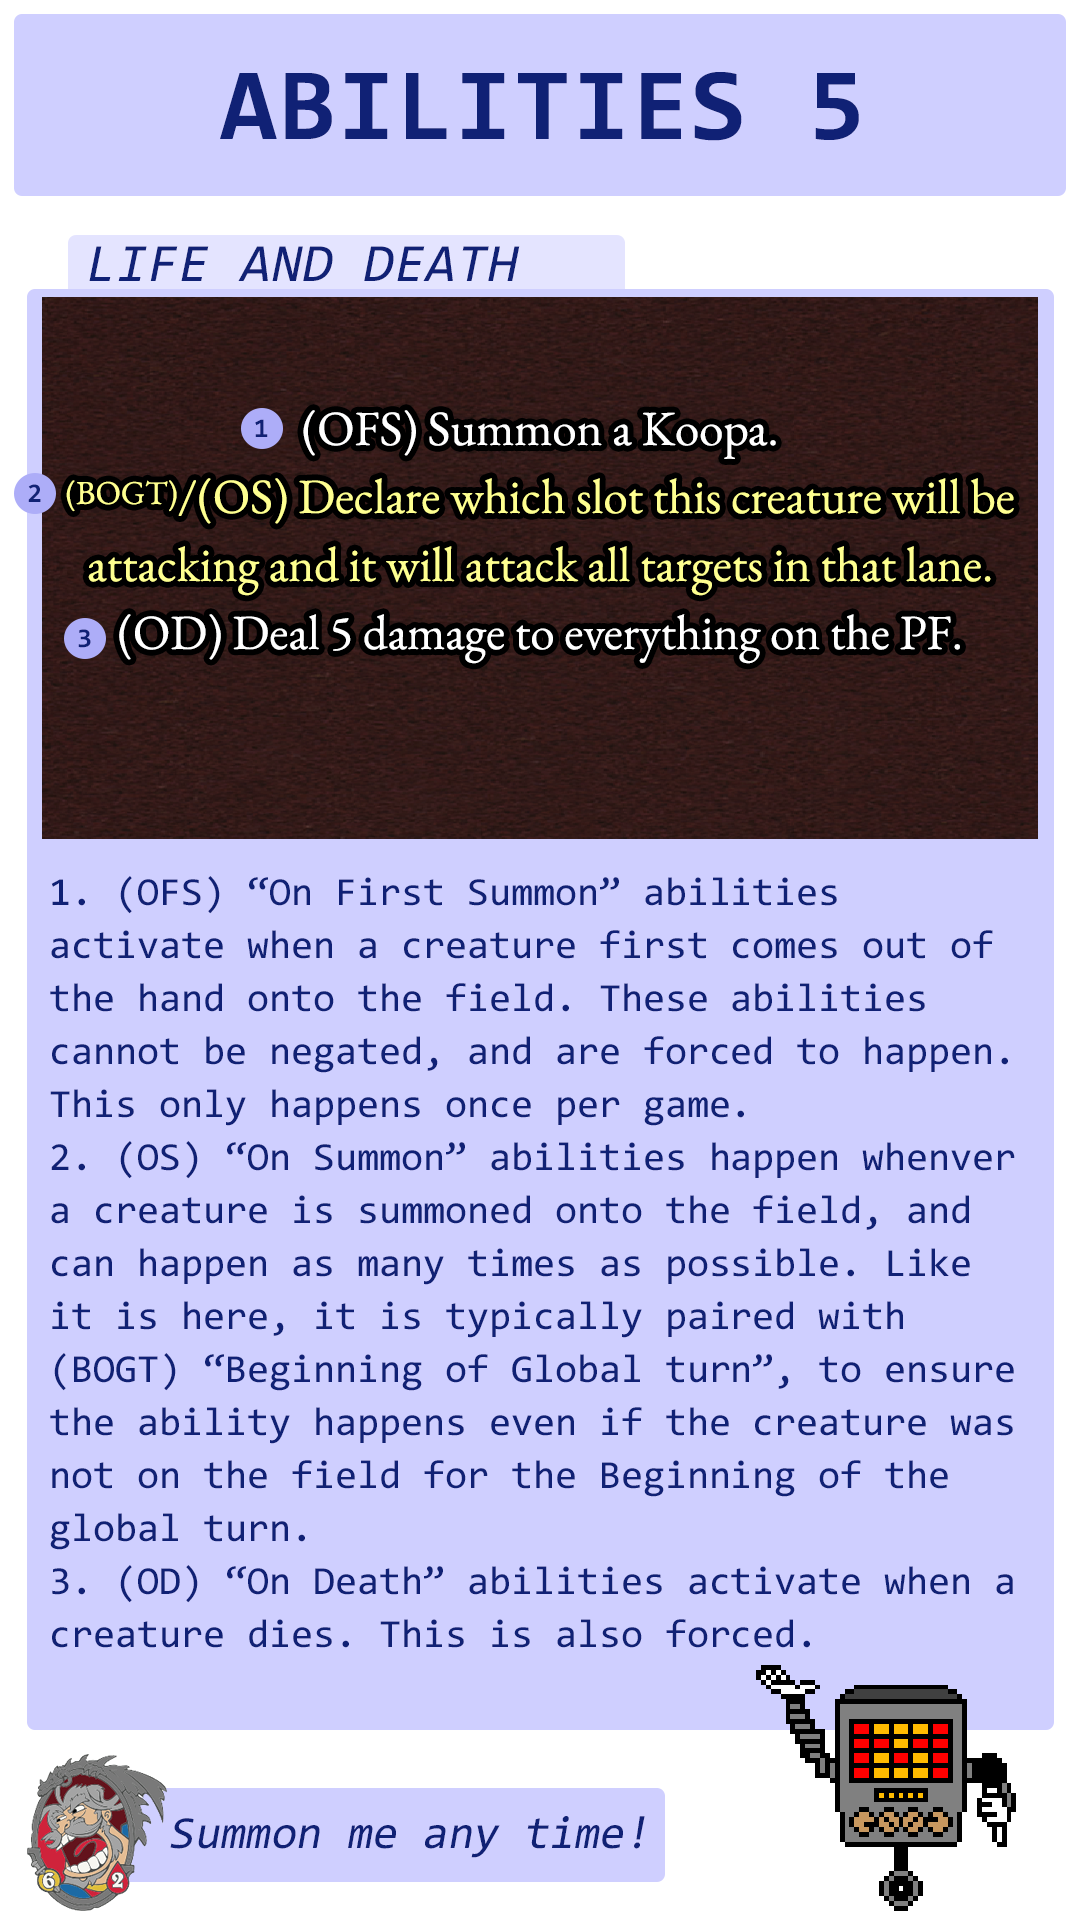 ABILITIES 5
LIFE AND DEATH
1 (OFS) Summon a Koopa.
2 (BOGT)/(OS) Declare which slot this creature will be
attacking and it will attack all targets in that lane.
3 (OD) Deal 5 damage to everything on the PF.
1. (OFS) “On First Summon” abilities
activate when a creature first comes out of
the hand onto the field. These abilities
cannot be negated, and are forced to happen.
This only happens once per game.
2. (OS) “On Summon” abilities happen whenver
a creature is summoned onto the field, and
can happen as many times as possible. Like
it is here, it is typically paired with
(BOGT) “Beginning of Global turn”, to ensure
the ability happens even if the creature was
not on the field for the Beginning of the
global turn.
3. (OD) “On Death” abilities activate when a
creature dies. This is also forced.
Summon me any time!
6 2